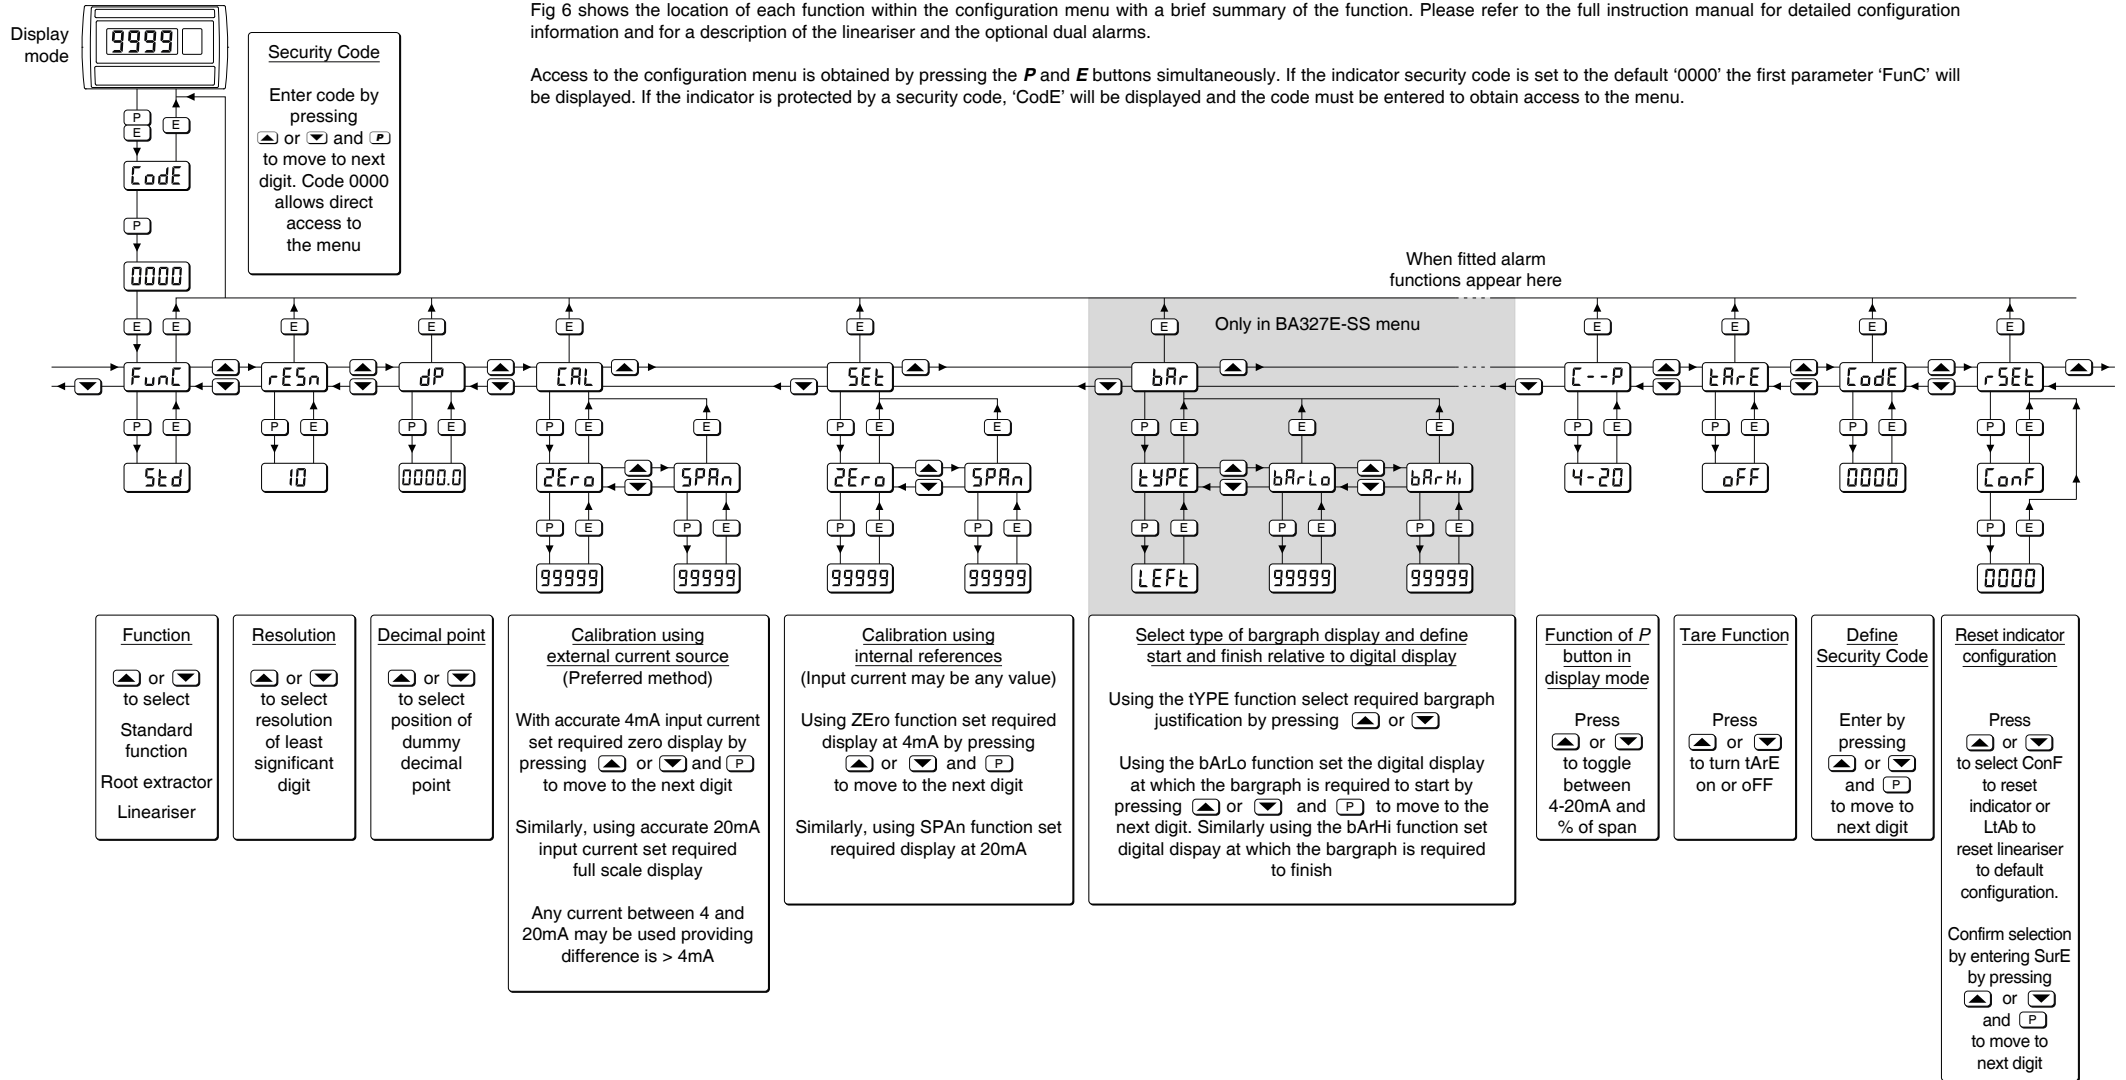 Fig 6 shows the location of each function within the configuration menu with a brief summary of the function. Please refer to the full instruction manual for detailed configuration
information and for a description of the lineariser and the optional dual alarms.
Access to the configuration menu is obtained by pressing the P and E buttons simultaneously. If the indicator security code is set to the default ‘0000’ the first parameter ‘FunC’ will
be displayed. If the indicator is protected by a security code, ‘CodE’ will be displayed and the code must be entered to obtain access to the menu.
Display
mode
9999
Security Code
Enter code by
pressing
or and P
to move to next
digit. Code 0000
allows direct
access to
the menu
P
E
E
CodE
P
0000
When fitted alarm
functions appear here
Only in BA327E-SS menu
E E E E E E E E E E E
FunC rESn dP CAL SEt bAr C--P tArE CodE rSEt
P E P E P E P E E P E E P E E E P E P E P E P E
Std 10 0000.0 ZEro SPAn ZEro SPAn tYPE bArLo bArHi 4-20 oFF 0000 ConF
P E P E P E P E P E P E P E P E
99999 99999 99999 99999 LEFt 99999 99999 0000
Function
or
to select
Standard
function
Root extractor
Lineariser
Resolution
or
to select
resolution
of least
significant
digit
Decimal point
or
to select
position of
dummy
decimal
point
Calibration using
external current source
(Preferred method)
With accurate 4mA input current
set required zero display by
pressing or and P
to move to the next digit
Similarly, using accurate 20mA
input current set required
full scale display
Any current between 4 and
20mA may be used providing
difference is > 4mA
Calibration using
internal references
(Input current may be any value)
Using ZEro function set required
display at 4mA by pressing
or and P
to move to the next digit
Similarly, using SPAn function set
required display at 20mA
Select type of bargraph display and define
start and finish relative to digital display
Using the tYPE function select required bargraph
justification by pressing or
Using the bArLo function set the digital display
at which the bargraph is required to start by
pressing or and P to move to the
next digit. Similarly using the bArHi function set
digital dispay at which the bargraph is required
to finish
Function of P
button in
display mode
Press
or
to toggle
between
4-20mA and
% of span
Tare Function
Press
or
to turn tArE
on or oFF
Define
Security Code
Enter by
pressing
or
and P
to move to
next digit
Reset indicator
configuration
Press
or
to select ConF
to reset
indicator or
LtAb to
reset lineariser
to default
configuration.
Confirm selection
by entering SurE
by pressing
or
and P
to move to
next digit